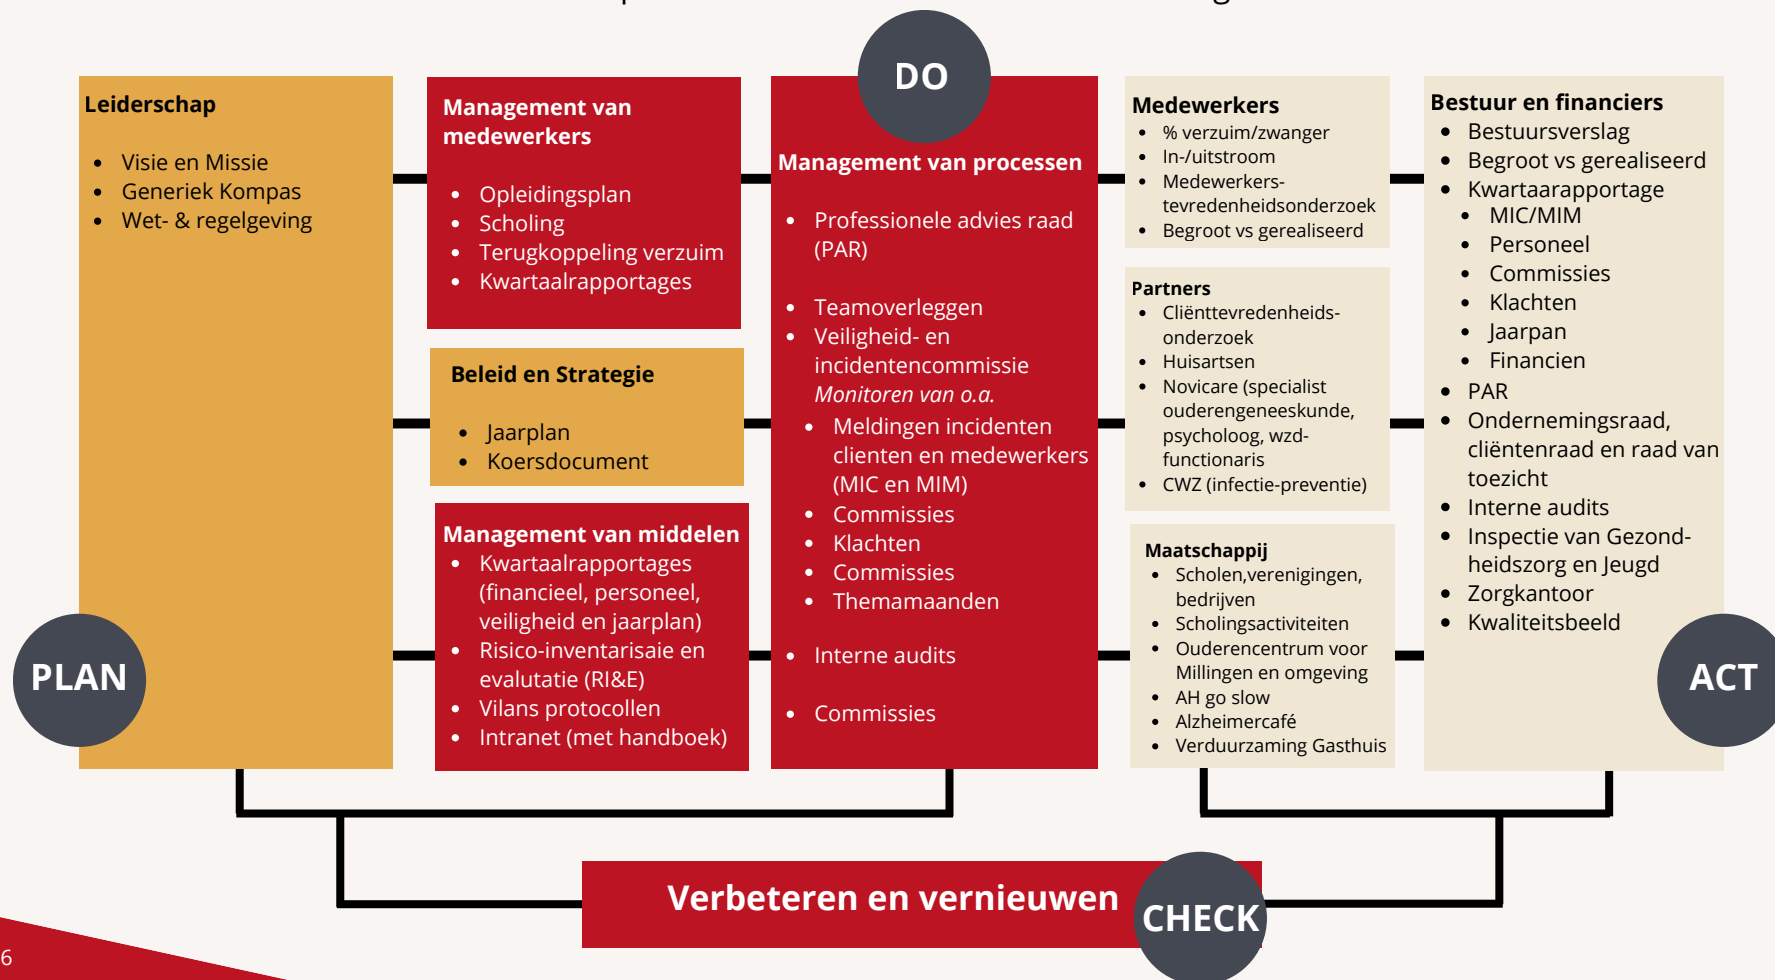 DO
Leiderschap
Visie en Missie
Generiek Kompas
Wet- & regelgeving
PLAN
Management van
medewerkers
Opleidingsplan
Scholing
Terugkoppeling verzuim
Kwartaalrapportages
Beleid en Strategie
Jaarplan
Koersdocument
Management van middelen
Kwartaalrapportages
(financieel, personeel,
veiligheid en jaarplan)
Risico-inventarisaie en
evalutatie (RI&E)
Vilans protocollen
Intranet (met handboek)
Management van processen
Professionele advies raad
(PAR)
Teamoverleggen
Veiligheid- en
incidentencommissie
Monitoren van o.a.
Meldingen incidenten
clienten en medewerkers
(MIC en MIM)
Commissies
Klachten
Commissies
Themamaanden
Interne audits
Commissies
Medewerkers
% verzuim/zwanger
In-/uitstroom
Medewerkers-
tevredenheidsonderzoek
Begroot vs gerealiseerd
Partners
Cliënttevredenheids-
onderzoek
Huisartsen
Novicare (specialist
ouderengeneeskunde,
psycholoog, wzd-
functionaris
CWZ (infectie-preventie)
Maatschappij
Scholen,verenigingen,
bedrijven
Scholingsactiviteiten
Ouderencentrum voor
Millingen en omgeving
AH go slow
Alzheimercafé
Verduurzaming Gasthuis
Bestuur en financiers
Bestuursverslag
Begroot vs gerealiseerd
Kwartaarapportage
MIC/MIM
Personeel
Commissies
Klachten
Jaarpan
Financien
PAR
Ondernemingsraad,
cliëntenraad en raad van
toezicht
Interne audits
Inspectie van Gezond-
heidszorg en Jeugd
Zorgkantoor
Kwaliteitsbeeld
ACT
Verbeteren en vernieuwen
CHECK
6